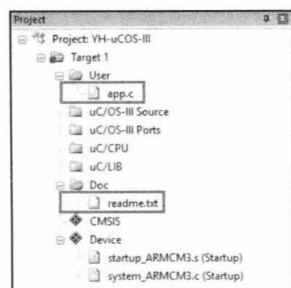 Project
Project: YH-uCOS-III
Target 1
User
app.c
uC/OS-III Source
uC/OS-III Ports
uC/CPU
uC/LIB
Doc
readme.txt
CMSIS
Device
startup_ARMCM3.s (Startup)
system_ARMCM3.c (Startup)